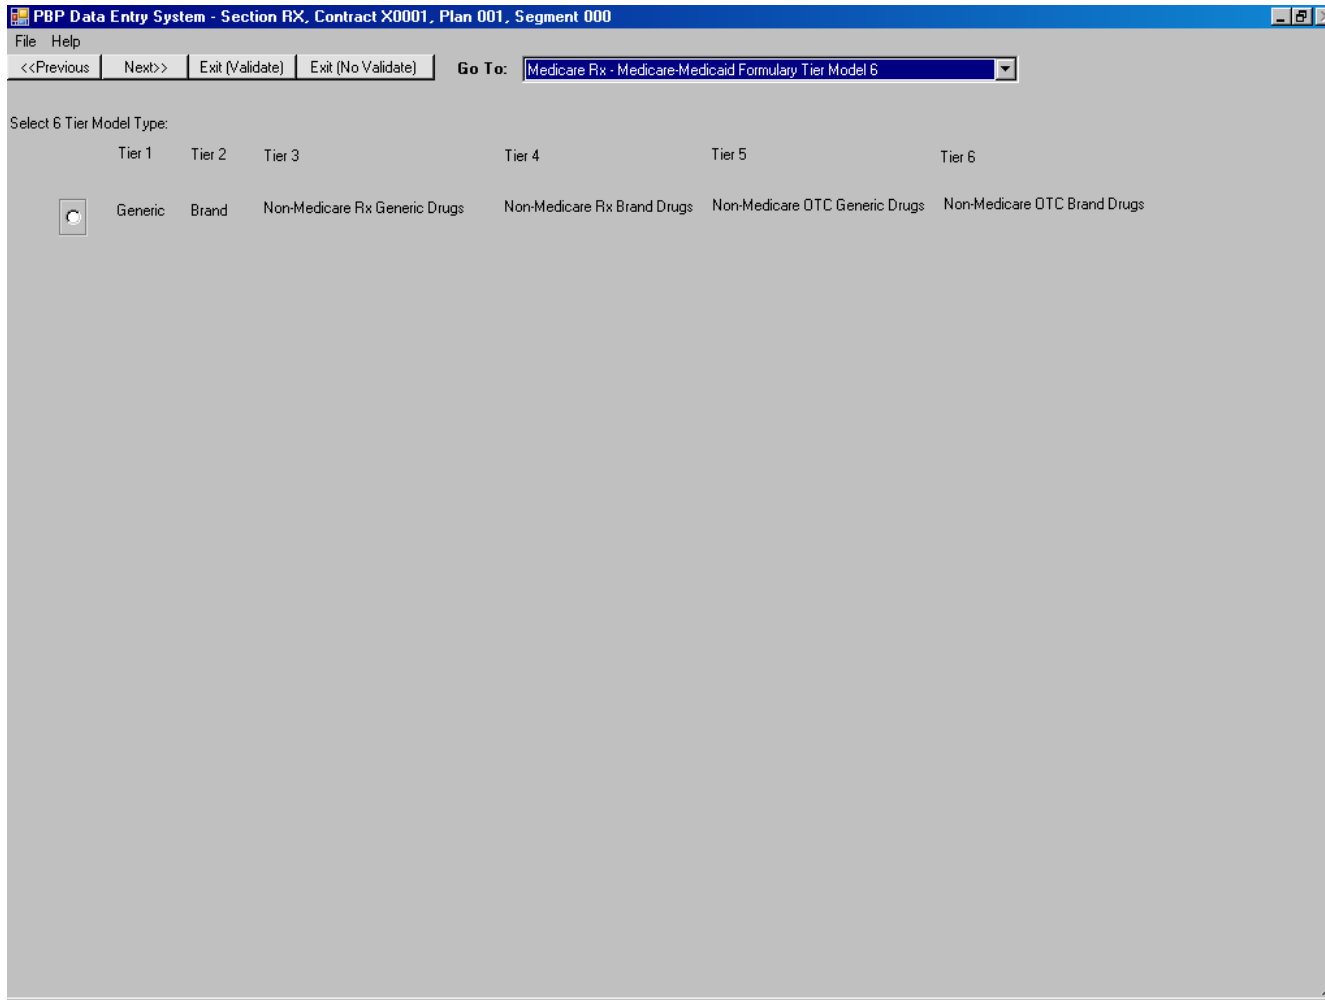 PBP Data Entry System - Section RX, Contract X0001, Plan 001, Segment 000
File Help
<<Previous Next>> Exit (Validate) Exit (No Validate) Go To: Medicare Rx - Medicare-Medicaid Formulary Tier Model 6
Select 6 Tier Model Type:
Tier 1 Tier 2 Tier 3 Tier 4 Tier 5 Tier 6
Generic Brand Non-Medicare Rx Generic Drugs Non-Medicare Rx Brand Drugs Non-Medicare OTC Generic Drugs Non-Medicare OTC Brand Drugs